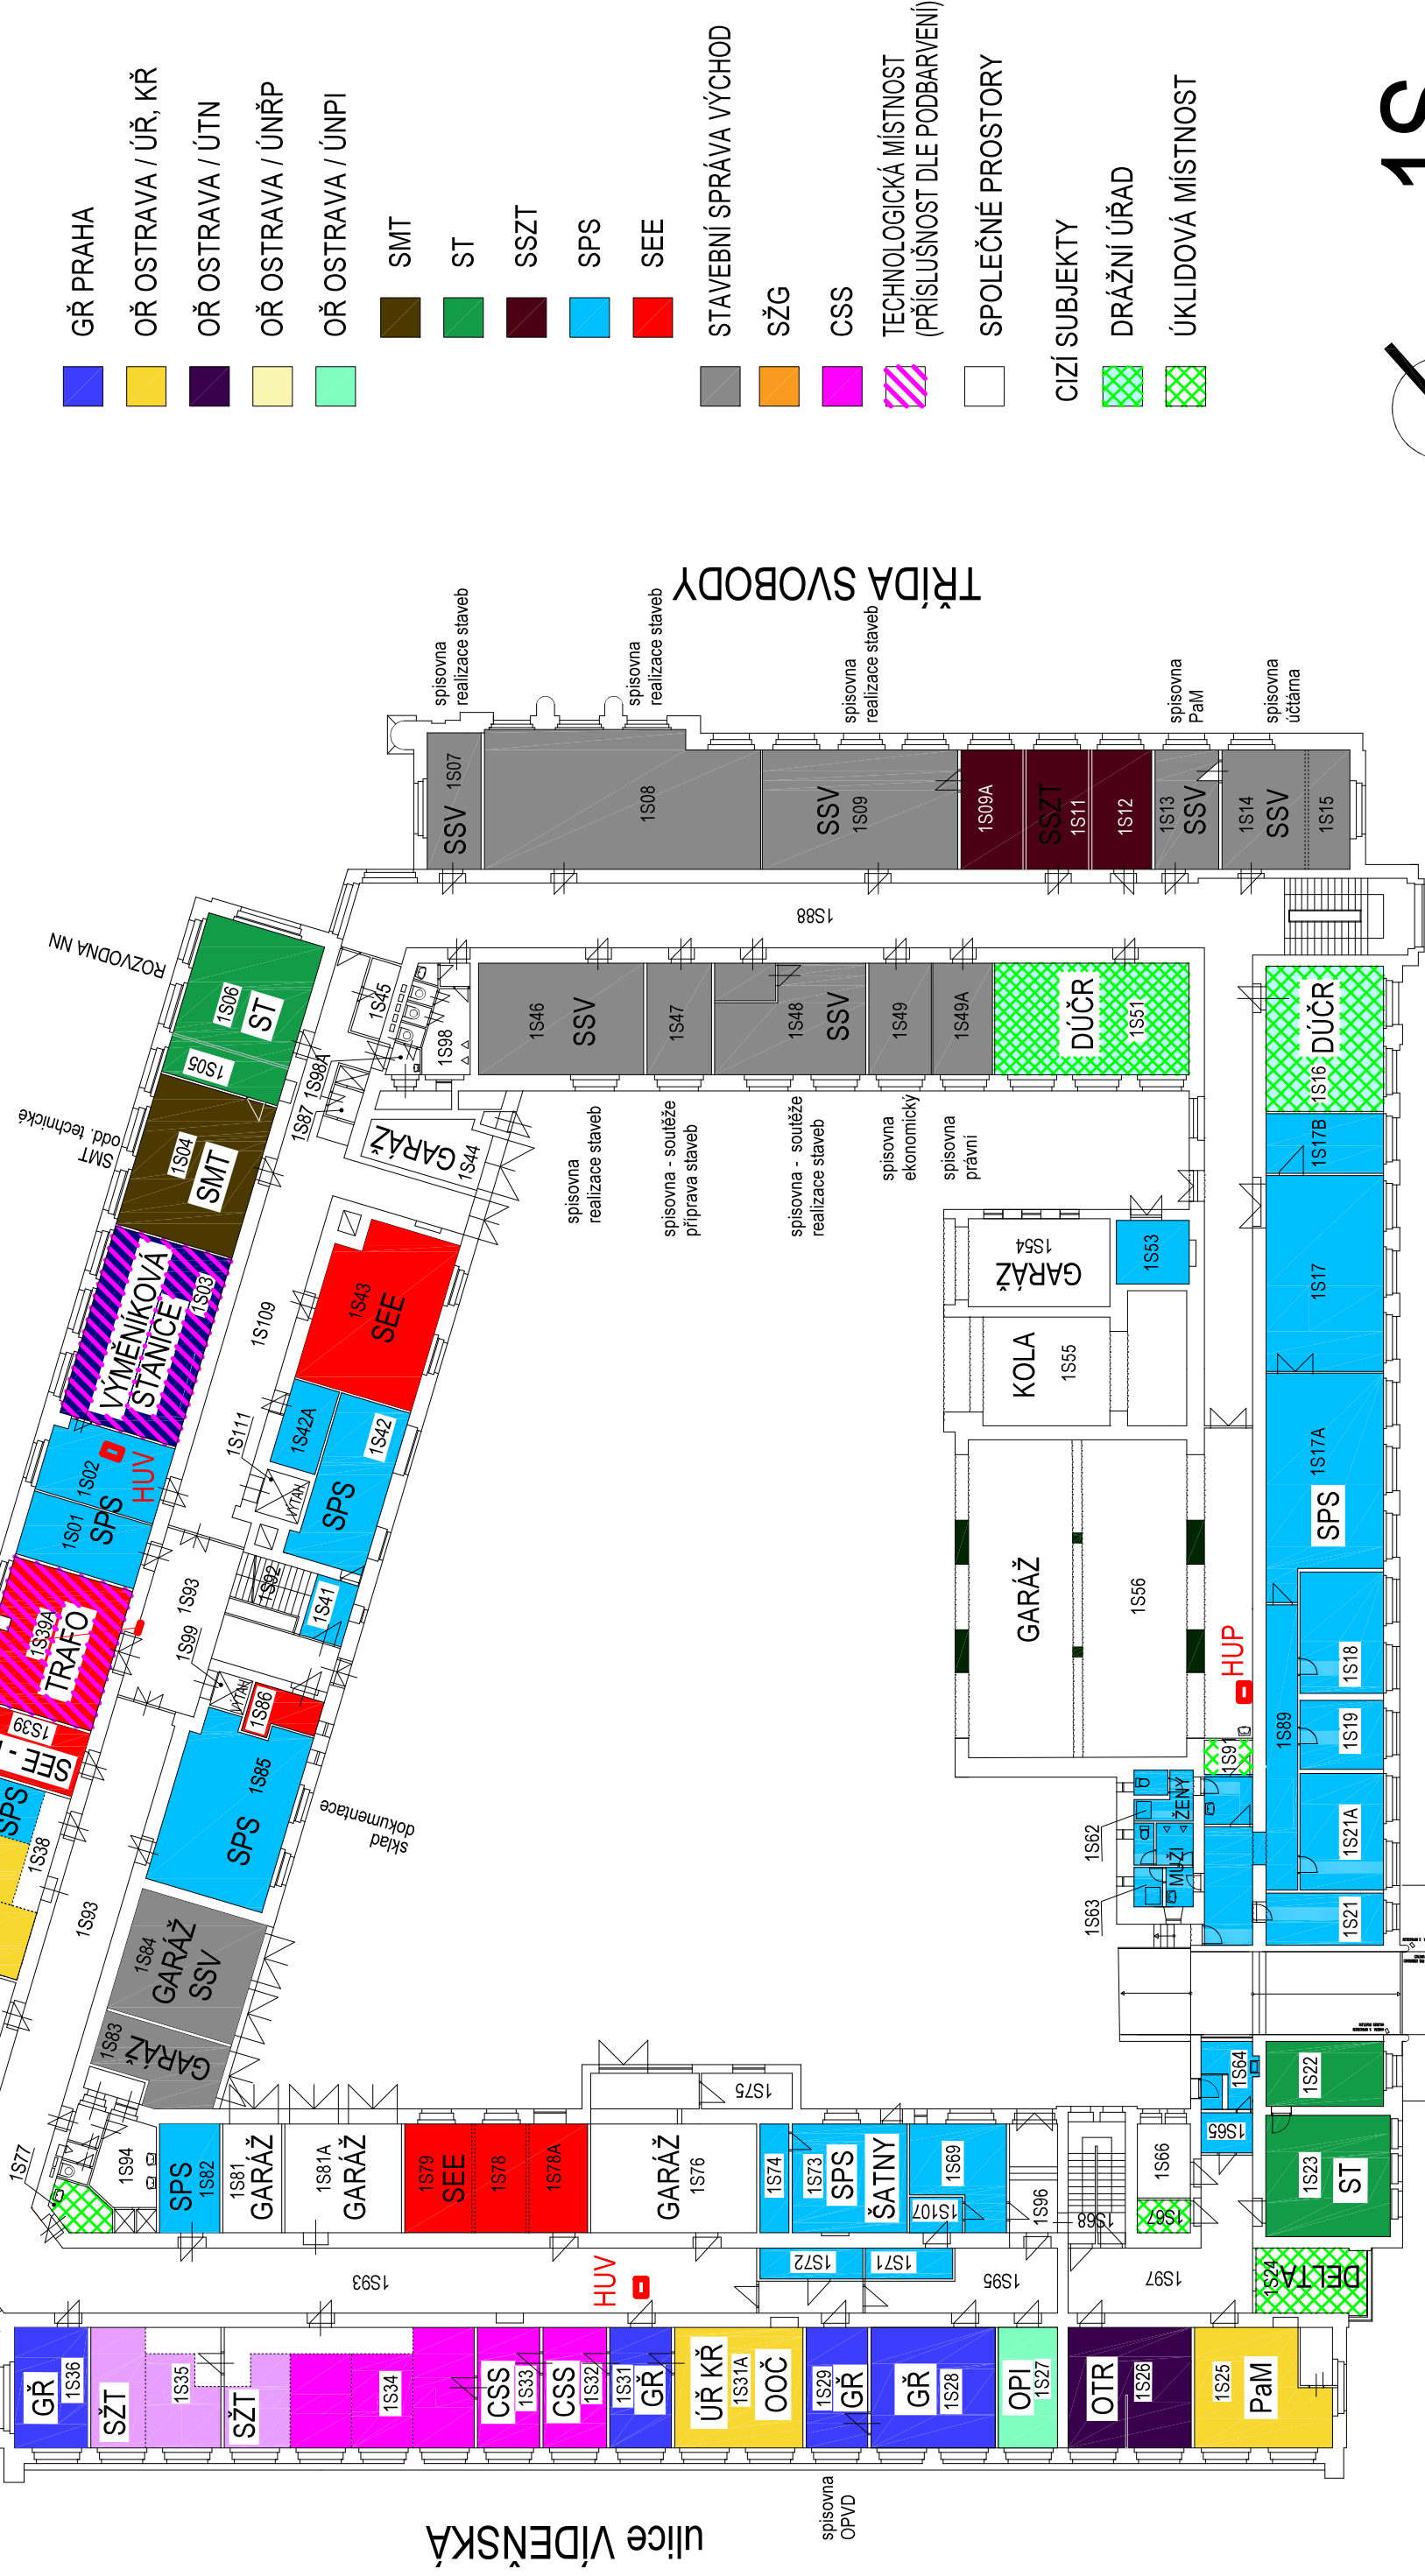 GŘ PRAHA
OŘ OSTRAVA / ÚŘ, KŘ
OŘ OSTRAVA / ÚTN
OŘ OSTRAVA / ÚNŘP
OŘ OSTRAVA / ÚNPI
SMT
ST
SSZT
SPS
SEE
STAVEBNÍ SPRÁVA VÝCHOD
SŽG
CSS
TECHNOLOGICKÁ MÍSTNOST
(PŘÍSLUŠNOST DLE PODBARVENÍ)
SPOLEČNÉ PROSTORY
CIZÍ SUBJEKTY
DRÁŽNÍ ÚŘAD
ÚKLIDOVÁ MÍSTNOST
1S
TŘÍDA SVOBODY
spisovna
realizace staveb
spisovna
realizace staveb
spisovna
realizace staveb
spisovna
PaM
spisovna
účtárna
1S07
SSV
1S08
SSV
1S09
1S09A
SSZT
1S11
1S12
1S13
SSV
1S14
SSV
1S15
1S88
ROZVODNA NN
1S06
ST
1S05
1S45
1S98
1S98A
1S87
SMT
odd. technické
1S04
SMT
GARÁŽ
1S44
1S46
SSV
1S47
1S48
SSV
1S49
1S49A
DÚČR
1S51
1S16
DÚČR
spisovna
realizace staveb
spisovna - soutěže
příprava staveb
spisovna - soutěže
realizace staveb
spisovna
ekonomický
spisovna
právní
VÝMĚNÍKOVÁ
STANICE
1S03
1S109
1S43
SEE
1S54
GARÁŽ
1S53
1S17B
1S17
KOLA
1S55
1S111
1S42A
1S42
SPS
VÝTAH
1S02
HUV
1S01
SPS
1S17A
SPS
1S93
1S92
1S41
1S99
VÝTAH
1S86
1S39A
TRAFO
1S39
GARÁŽ
1S56
HUP
1S18
1S19
1S89
1S91
1S21A
1S21
ŽENY
MUŽI
1S62
1S63
SPS
1S38
1S85
SPS
sklad
dokumentace
1S93
1S84
GARÁŽ
SSV
1S83
GARÁŽ
1S77
1S94
SPS
1S82
1S81
GARÁŽ
1S81A
GARÁŽ
1S79
SEE
1S78
1S78A
GARÁŽ
1S76
1S75
1S74
1S73
SPS
ŠATNY
1S69
1S107
1S96
1S68
1S66
1S67
1S65
1S64
1S22
1S23
ST
1S24
DELTA
1S93
HUV
1S72
1S71
1S95
1S97
GŘ
1S36
SŽT
1S35
SŽT
1S34
CSS
1S33
CSS
1S32
1S31
GŘ
ÚŘ KŘ
1S31A
OOČ
1S29
GŘ
GŘ
1S28
OPI
1S27
OTR
1S26
1S25
PaM
spisovna
OPVD
ulice VÍDEŇSKÁ